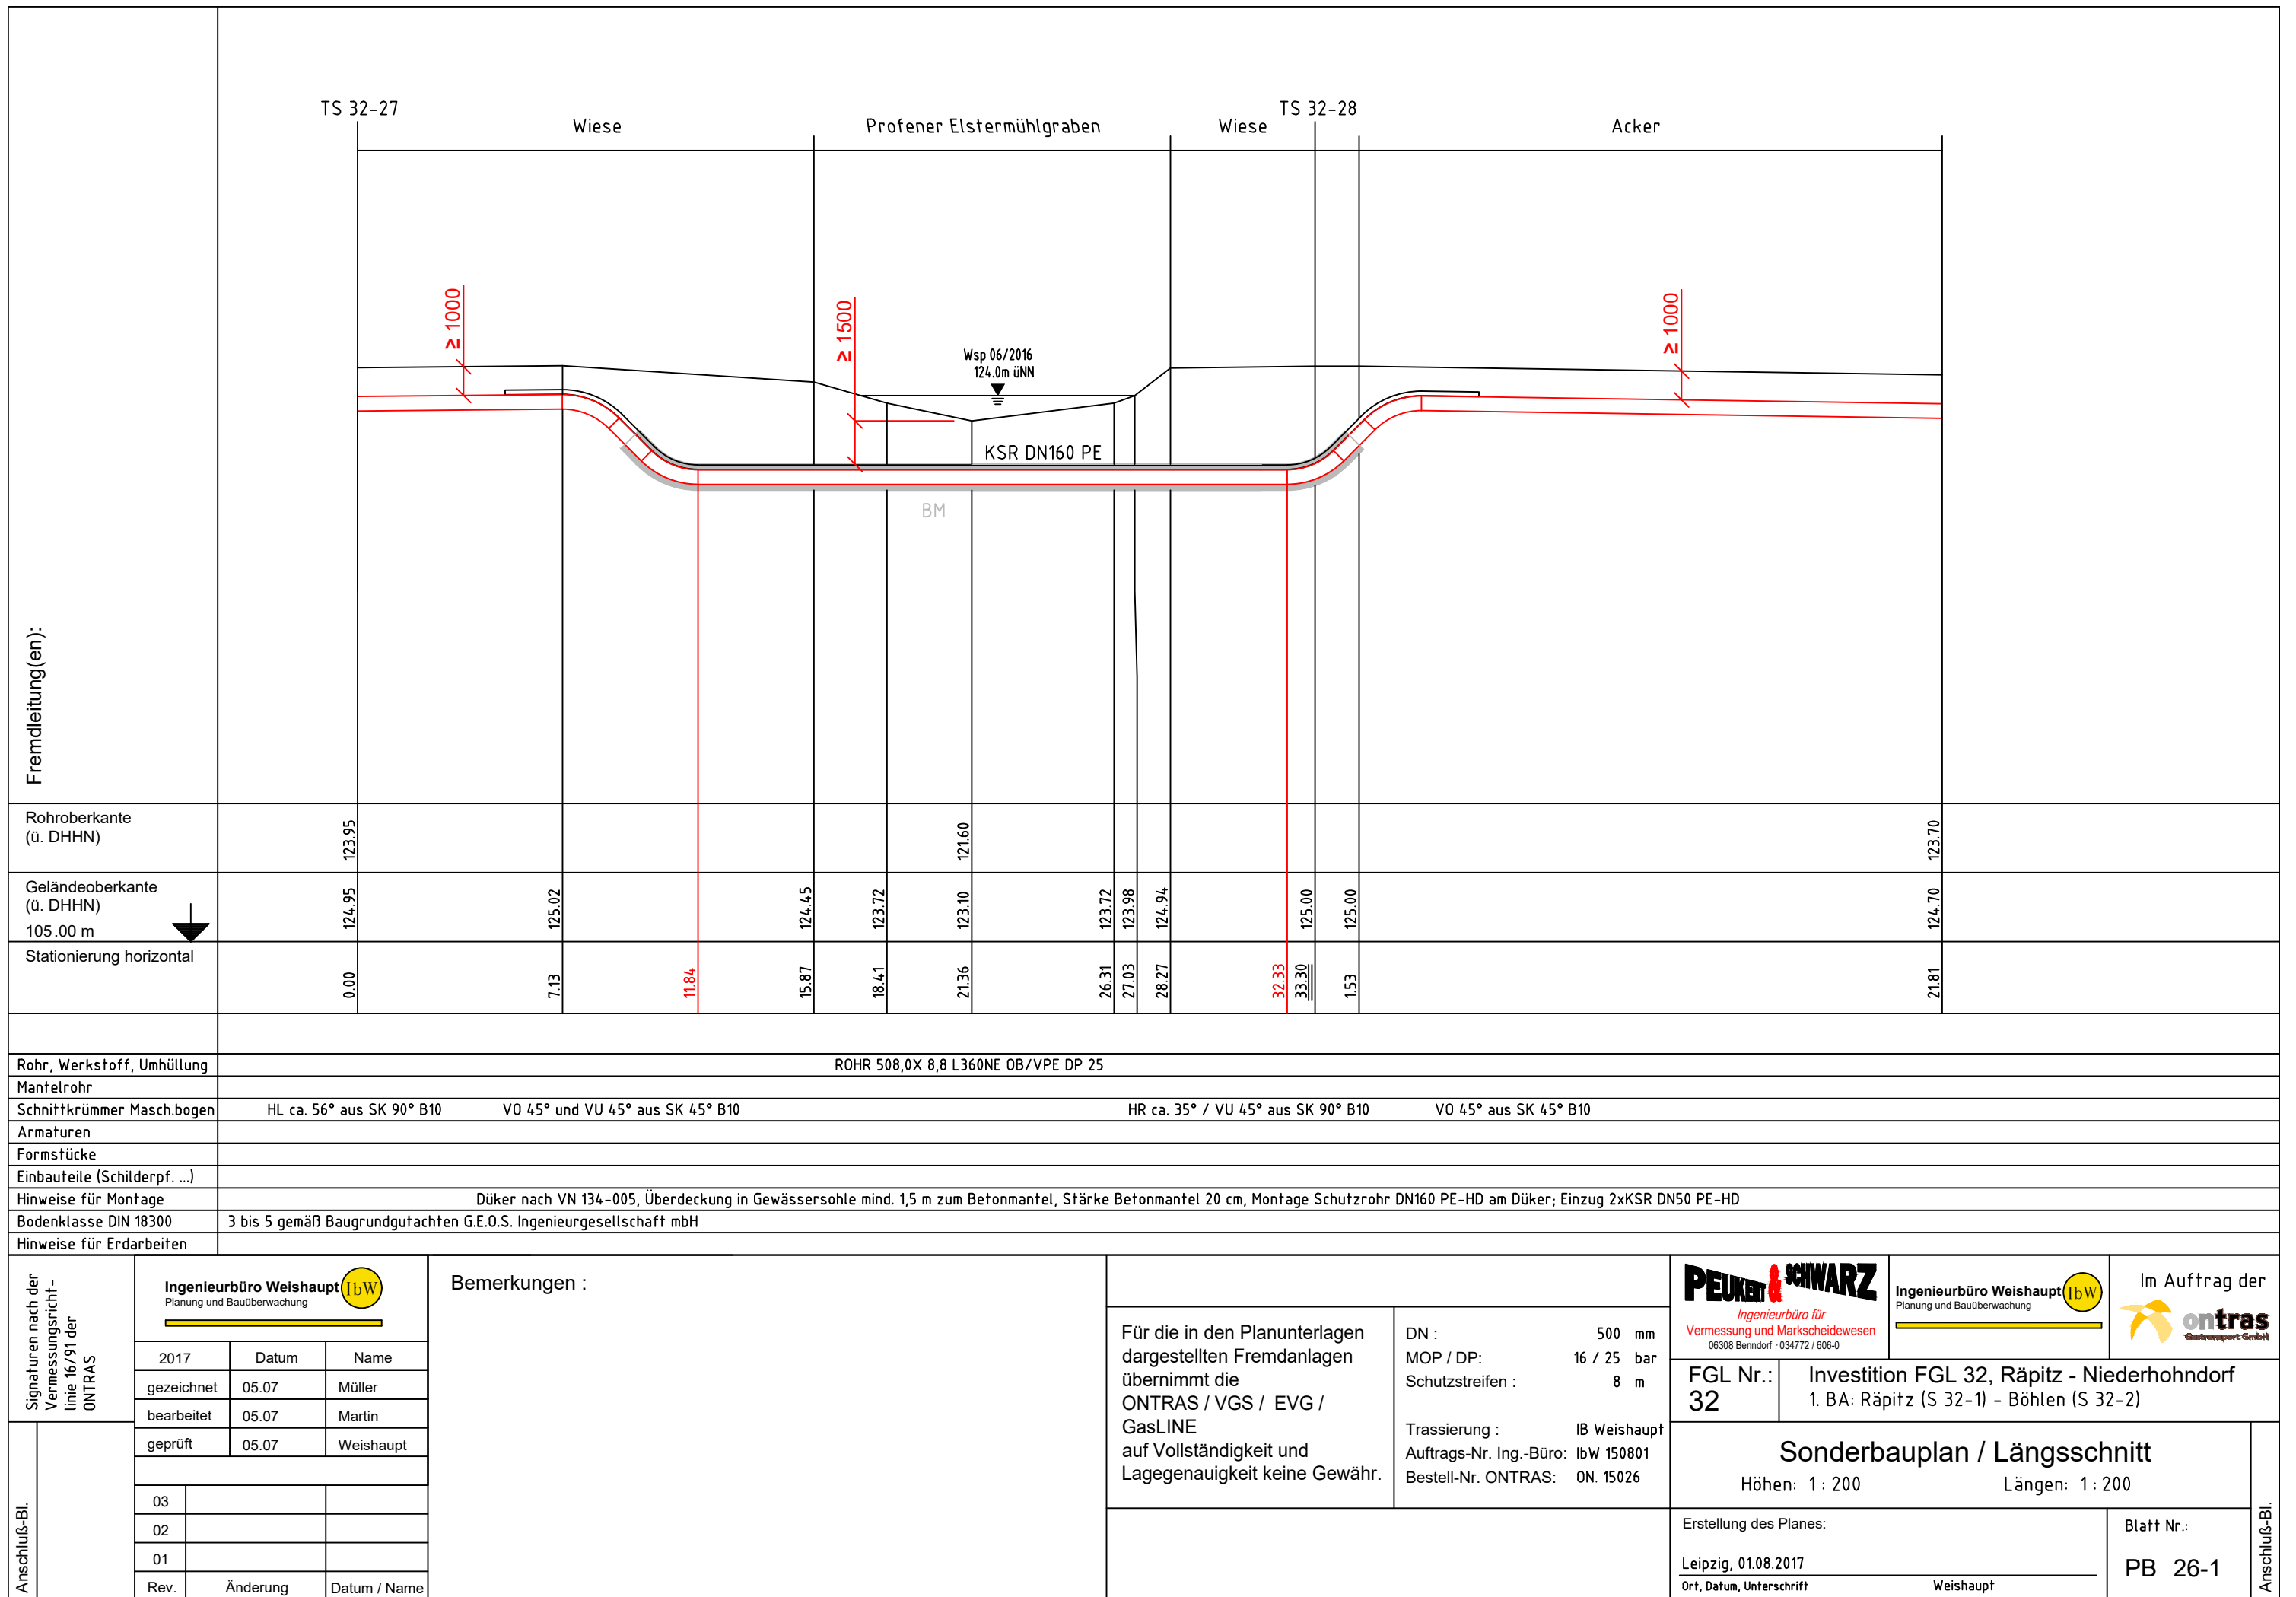 TS 32-27
TS 32-28
Wiese
Profener Elstermühlgraben
Wiese
Acker
≥ 1000
≥ 1500
≥ 1000
Wsp 06/2016
124.0m üNN
KSR DN160 PE
BM
Fremdleitung(en):
Rohroberkante
(ü. DHHN)
123.95
121.60
123.70
Geländeoberkante
(ü. DHHN)
105.00 m
124.95
125.02
124.45
123.72
123.10
123.72
123.98
124.94
125.00
125.00
124.70
Stationierung horizontal
0.00
7.13
11.84
15.87
18.41
21.36
26.31
27.03
28.27
32.33
33.30
1.53
21.81
Rohr, Werkstoff, Umhüllung
ROHR 508,0X 8,8 L360NE OB/VPE DP 25
Mantelrohr
Schnittkrümmer Masch.bogen
HL ca. 56° aus SK 90° B10
VO 45° und VU 45° aus SK 45° B10
HR ca. 35° / VU 45° aus SK 90° B10
VO 45° aus SK 45° B10
Armaturen
Formstücke
Einbauteile (Schilderpf. ...)
Hinweise für Montage
Düker nach VN 134-005, Überdeckung in Gewässersohle mind. 1,5 m zum Betonmantel, Stärke Betonmantel 20 cm, Montage Schutzrohr DN160 PE-HD am Düker; Einzug 2xKSR DN50 PE-HD
Bodenklasse DIN 18300
3 bis 5 gemäß Baugrundgutachten G.E.O.S. Ingenieurgesellschaft mbH
Hinweise für Erdarbeiten
Signaturen nach der
Vermessungsricht-
linie 16/91 der
ONTRAS
Anschluß-Bl.
Ingenieurbüro Weishaupt
Planung und Bauüberwachung
IbW
2017 Datum Name
gezeichnet 05.07 Müller
bearbeitet 05.07 Martin
geprüft 05.07 Weishaupt
03
02
01
Rev. Änderung Datum / Name
Bemerkungen :
Für die in den Planunterlagen
dargestellten Fremdanlagen
übernimmt die
ONTRAS / VGS / EVG /
GasLINE
auf Vollständigkeit und
Lagegenauigkeit keine Gewähr.
DN : 500 mm
MOP / DP: 16 / 25 bar
Schutzstreifen : 8 m
Trassierung : IB Weishaupt
Auftrags-Nr. Ing.-Büro: IbW 150801
Bestell-Nr. ONTRAS: ON. 15026
PEUKERT & SCHWARZ
Ingenieurbüro für
Vermessung und Markscheidewesen
06308 Benndorf · 034772 / 606-0
Ingenieurbüro Weishaupt
Planung und Bauüberwachung
IbW
Im Auftrag der
ontras
Gastransport GmbH
FGL Nr.:
32
Investition FGL 32, Räpitz - Niederhohndorf
1. BA: Räpitz (S 32-1) - Böhlen (S 32-2)
Sonderbauplan / Längsschnitt
Höhen: 1 : 200 Längen: 1 : 200
Erstellung des Planes:
Leipzig, 01.08.2017
Ort, Datum, Unterschrift Weishaupt
Blatt Nr.:
PB 26-1
Anschluß-Bl.